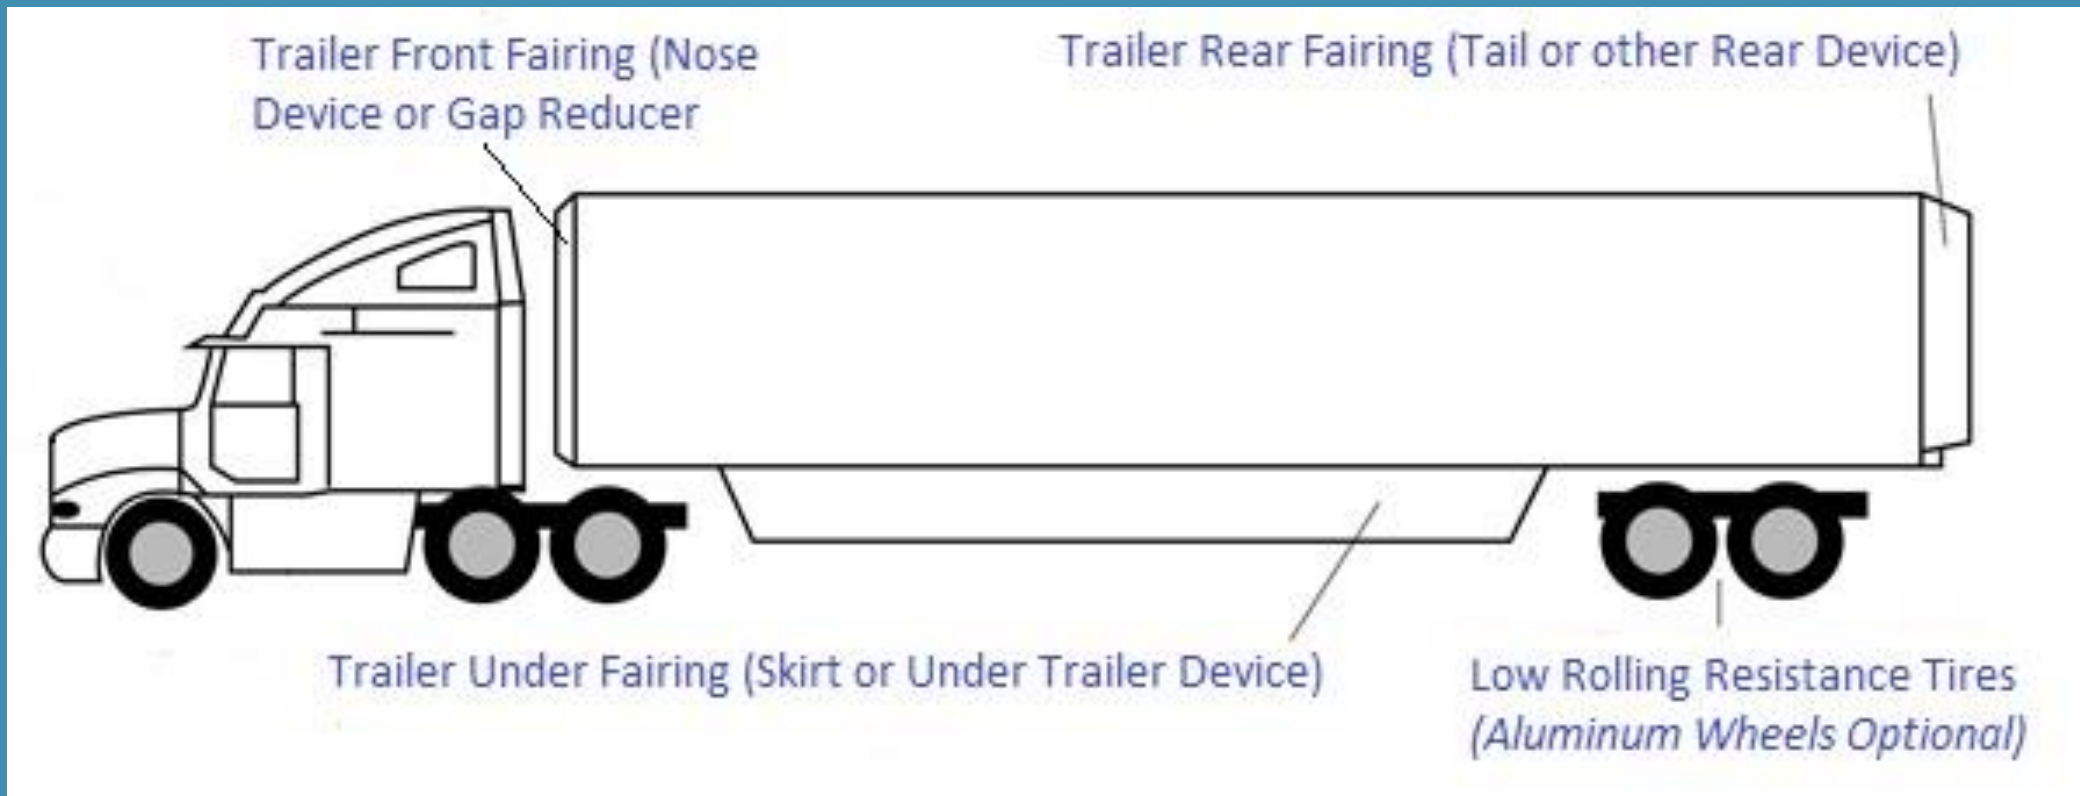 Trailer Front Fairing (Nose
Device or Gap Reducer
Trailer Rear Fairing (Tail or other Rear Device)
Trailer Under Fairing (Skirt or Under Trailer Device)
Low Rolling Resistance Tires
(Aluminum Wheels Optional)